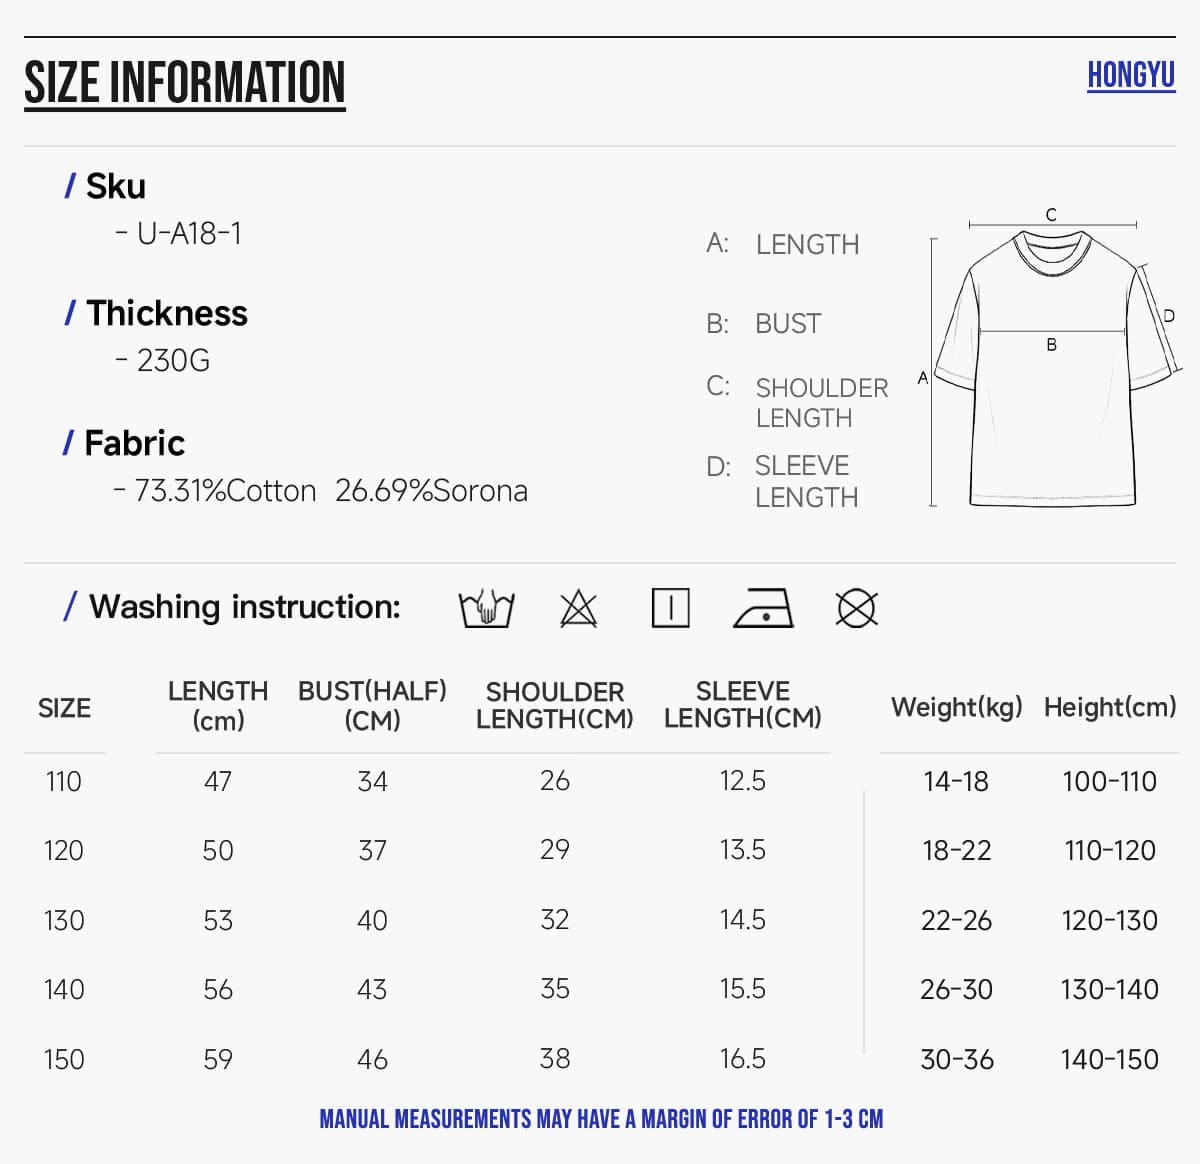 SIZE INFORMATION
HONGYU
/ Sku
- U-A18-1
/ Thickness
- 230G
/ Fabric
- 73.31%Cotton 26.69%Sorona
A: LENGTH
B: BUST
C: SHOULDER
LENGTH
D: SLEEVE
LENGTH
C
D
B
A
/ Washing instruction:
SIZE LENGTH (cm) BUST(HALF) (CM) SHOULDER LENGTH(CM) SLEEVE LENGTH(CM) Weight(kg) Height(cm)
110 47 34 26 12.5 14-18 100-110
120 50 37 29 13.5 18-22 110-120
130 53 40 32 14.5 22-26 120-130
140 56 43 35 15.5 26-30 130-140
150 59 46 38 16.5 30-36 140-150
MANUAL MEASUREMENTS MAY HAVE A MARGIN OF ERROR OF 1-3 CM